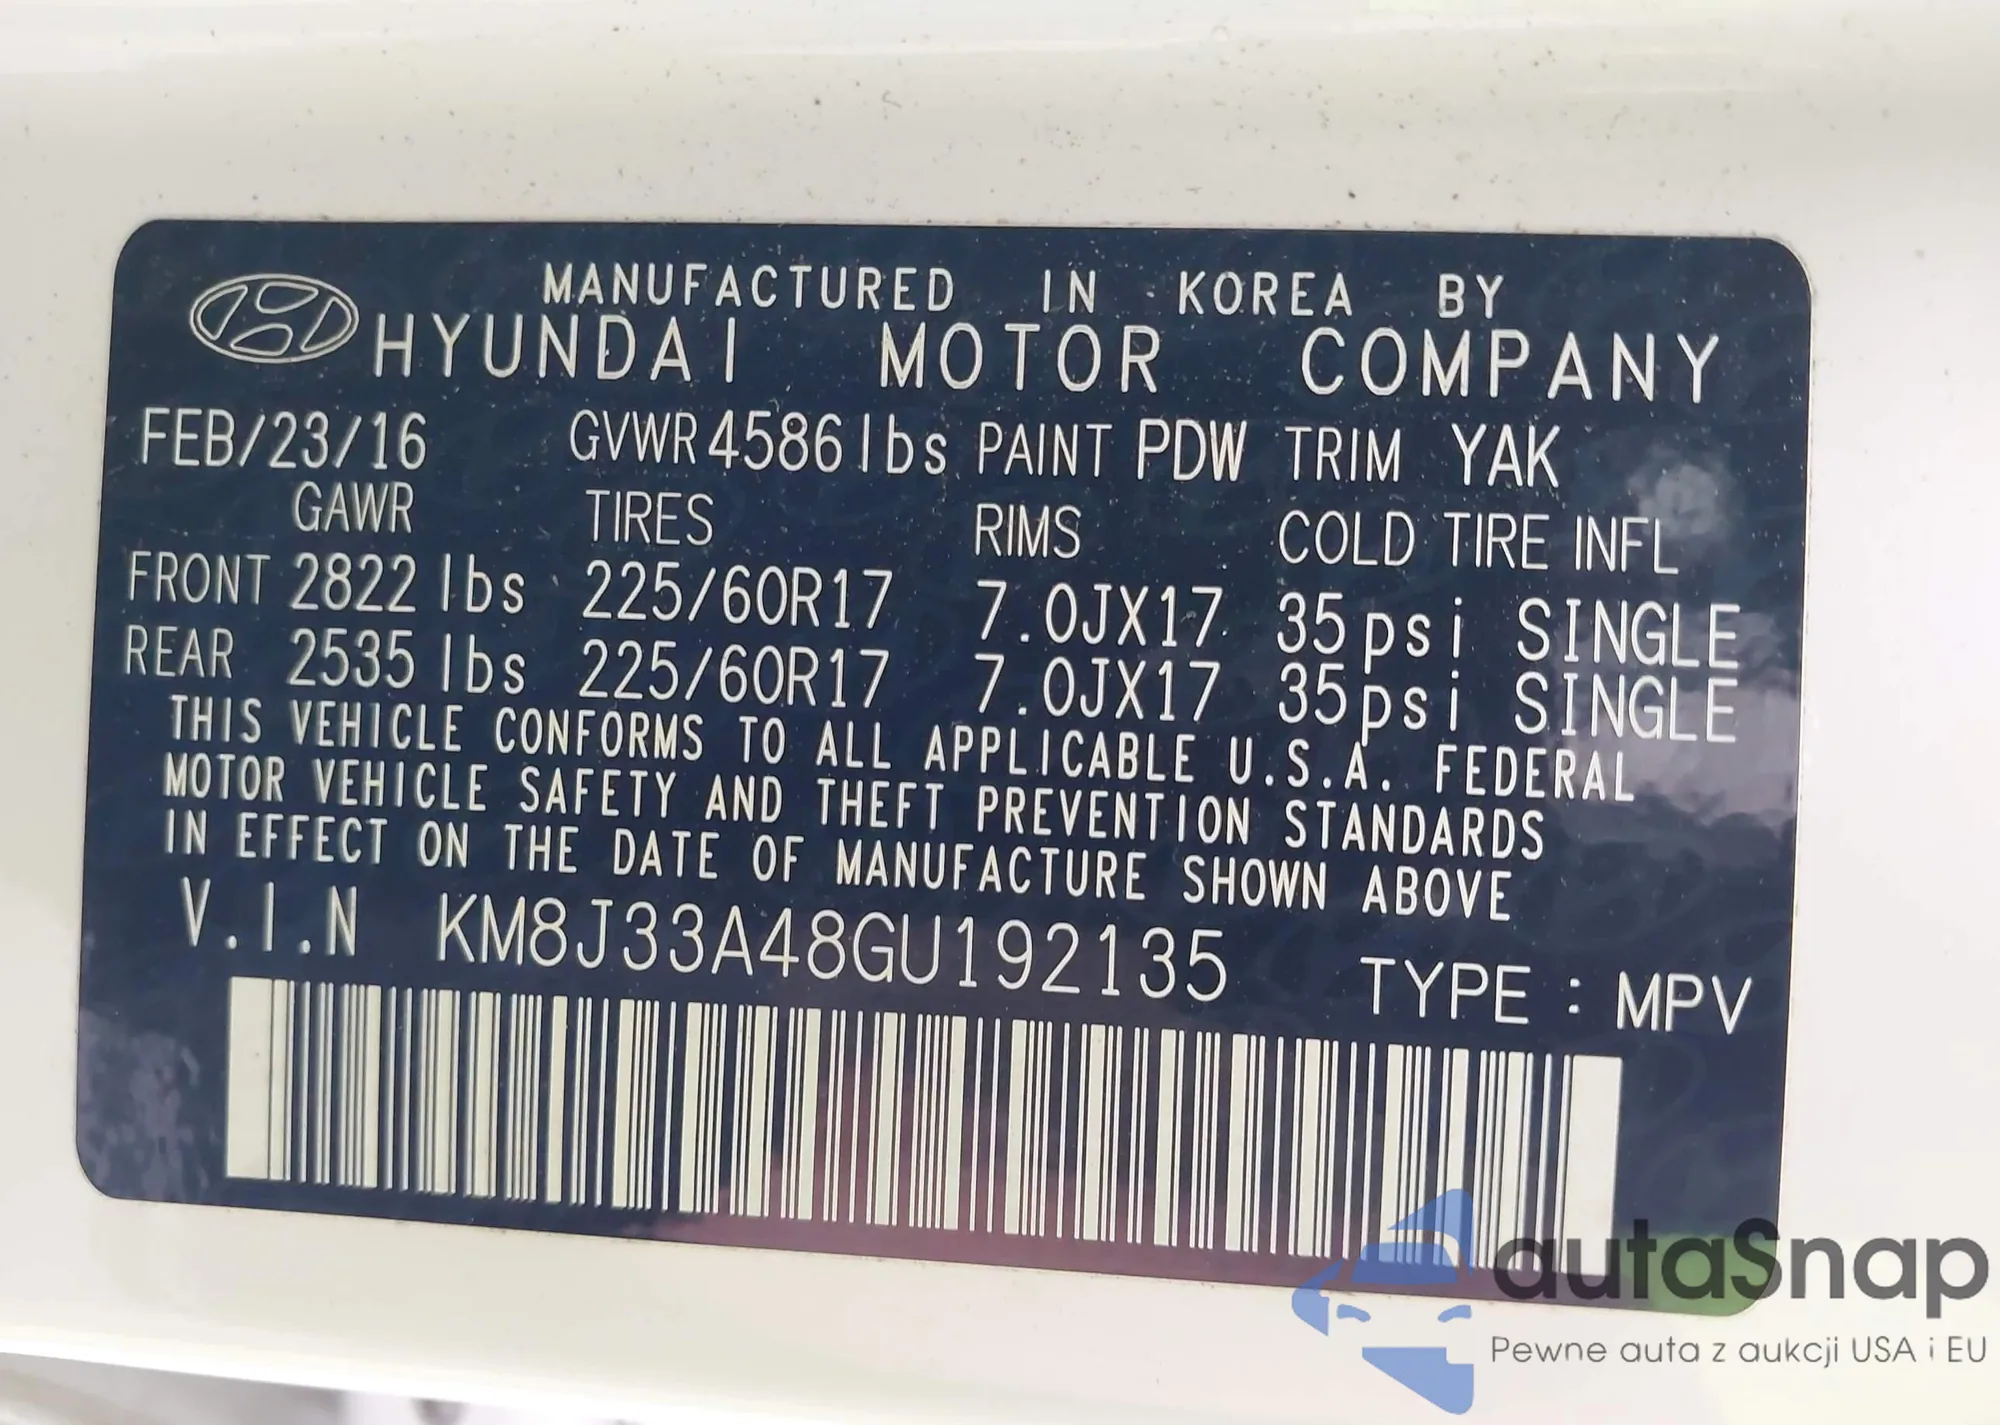 MANUFACTURED IN KOREA BY
HYUNDAI MOTOR COMPANY
FEB/23/16 GVWR 4586 lbs PAINT PDW TRIM YAK
GAWR TIRES RIMS COLD TIRE INFL
FRONT 2822 lbs 225/60R17 7.0JX17 35psi SINGLE
REAR 2535 lbs 225/60R17 7.0JX17 35psi SINGLE
THIS VEHICLE CONFORMS TO ALL APPLICABLE U.S.A. FEDERAL
MOTOR VEHICLE SAFETY AND THEFT PREVENTION STANDARDS
IN EFFECT ON THE DATE OF MANUFACTURE SHOWN ABOVE
V.I.N KM8J33A48GU192135 TYPE : MPV
autaSnap
Pewne auta z aukcji USA i EU